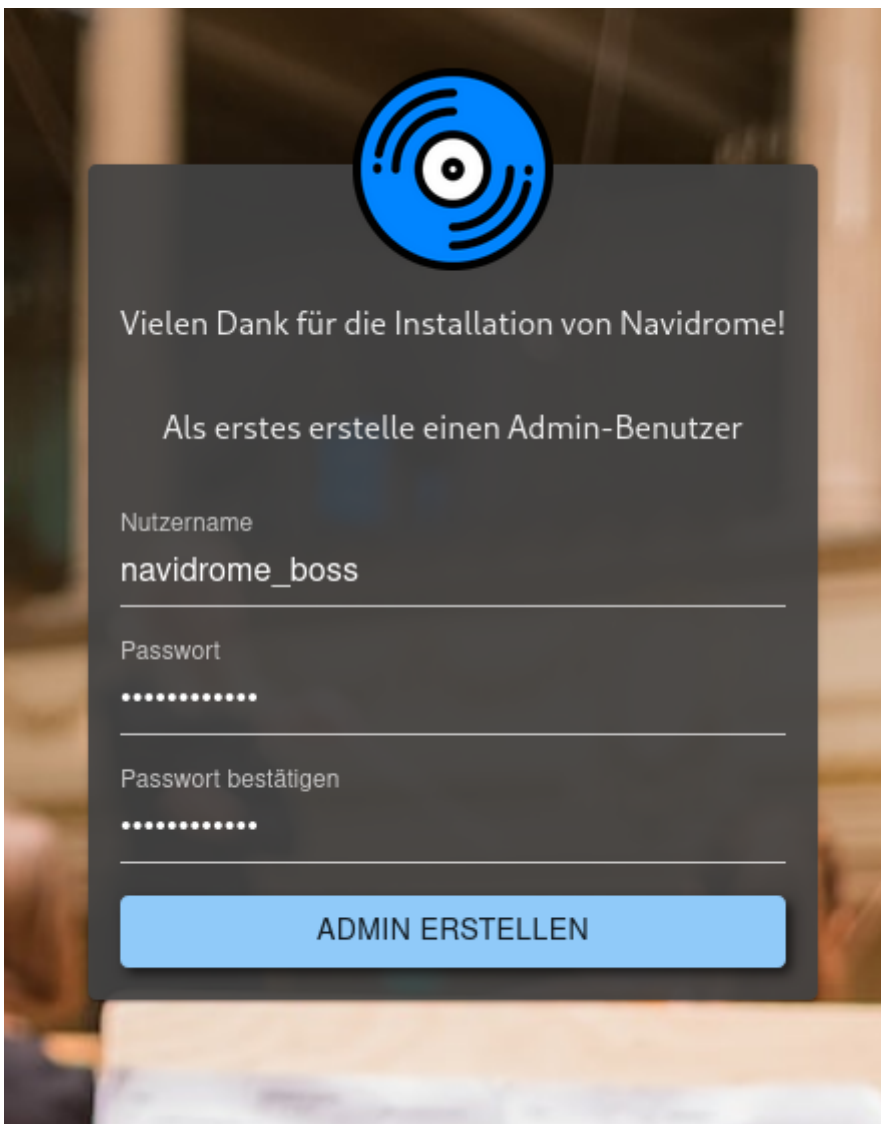 Vielen Dank für die Installation von Navidrome!
Als erstes erstelle einen Admin-Benutzer
Nutzername
navidrome_boss
Passwort
••••••••••••
Passwort bestätigen
••••••••••••
ADMIN ERSTELLEN